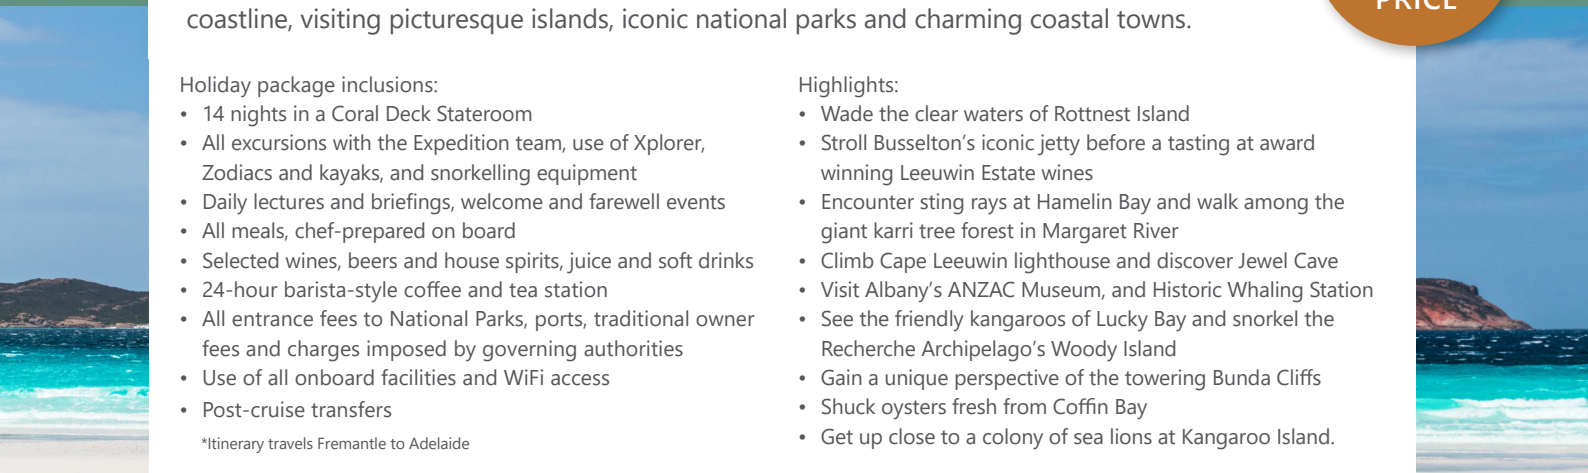 coastline, visiting picturesque islands, iconic national parks and charming coastal towns.
PRICE
Holiday package inclusions:
• 14 nights in a Coral Deck Stateroom
• All excursions with the Expedition team, use of Xplorer,
Zodiacs and kayaks, and snorkelling equipment
• Daily lectures and briefings, welcome and farewell events
• All meals, chef-prepared on board
• Selected wines, beers and house spirits, juice and soft drinks
• 24-hour barista-style coffee and tea station
• All entrance fees to National Parks, ports, traditional owner
fees and charges imposed by governing authorities
• Use of all onboard facilities and WiFi access
• Post-cruise transfers
*Itinerary travels Fremantle to Adelaide
Highlights:
• Wade the clear waters of Rottnest Island
• Stroll Busselton’s iconic jetty before a tasting at award
winning Leeuwin Estate wines
• Encounter sting rays at Hamelin Bay and walk among the
giant karri tree forest in Margaret River
• Climb Cape Leeuwin lighthouse and discover Jewel Cave
• Visit Albany’s ANZAC Museum, and Historic Whaling Station
• See the friendly kangaroos of Lucky Bay and snorkel the
Recherche Archipelago’s Woody Island
• Gain a unique perspective of the towering Bunda Cliffs
• Shuck oysters fresh from Coffin Bay
• Get up close to a colony of sea lions at Kangaroo Island.